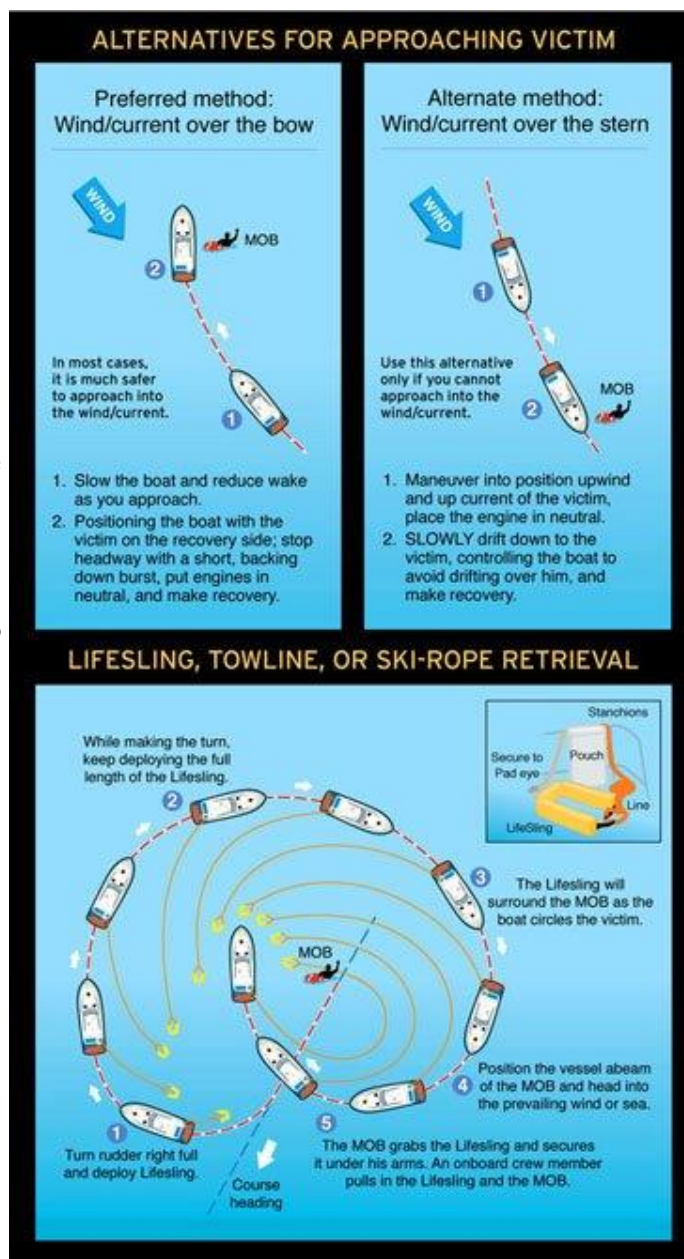 ALTERNATIVES FOR APPROACHING VICTIM
Preferred method:
Wind/current over the bow
WIND
MOB
2
In most cases,
it is much safer
to approach into
the wind/current.
1
1. Slow the boat and reduce wake
as you approach.
2. Positioning the boat with the
victim on the recovery side; stop
headway with a short, backing
down burst, put engines in
neutral, and make recovery.
Alternate method:
Wind/current over the stern
WIND
1
Use this alternative
only if you cannot
approach into the
wind/current.
MOB
2
1. Maneuver into position upwind
and up current of the victim,
place the engine in neutral.
2. SLOWLY drift down to the
victim, controlling the boat to
avoid drifting over him, and
make recovery.
LIFESLING, TOWLINE, OR SKI-ROPE RETRIEVAL
Stanchions
Secure to
Pad eye
Pouch
Line
LifeSling
While making the turn,
keep deploying the full
length of the Lifesling.
2
3
The Lifesling will
surround the MOB as the
boat circles the victim.
MOB
4
Position the vessel abeam
of the MOB and head into
the prevailing wind or sea.
1
Turn rudder right full
and deploy Lifesling.
5
The MOB grabs the Lifesling and secures
it under his arms. An onboard crew member
pulls in the Lifesling and the MOB.
Course
heading